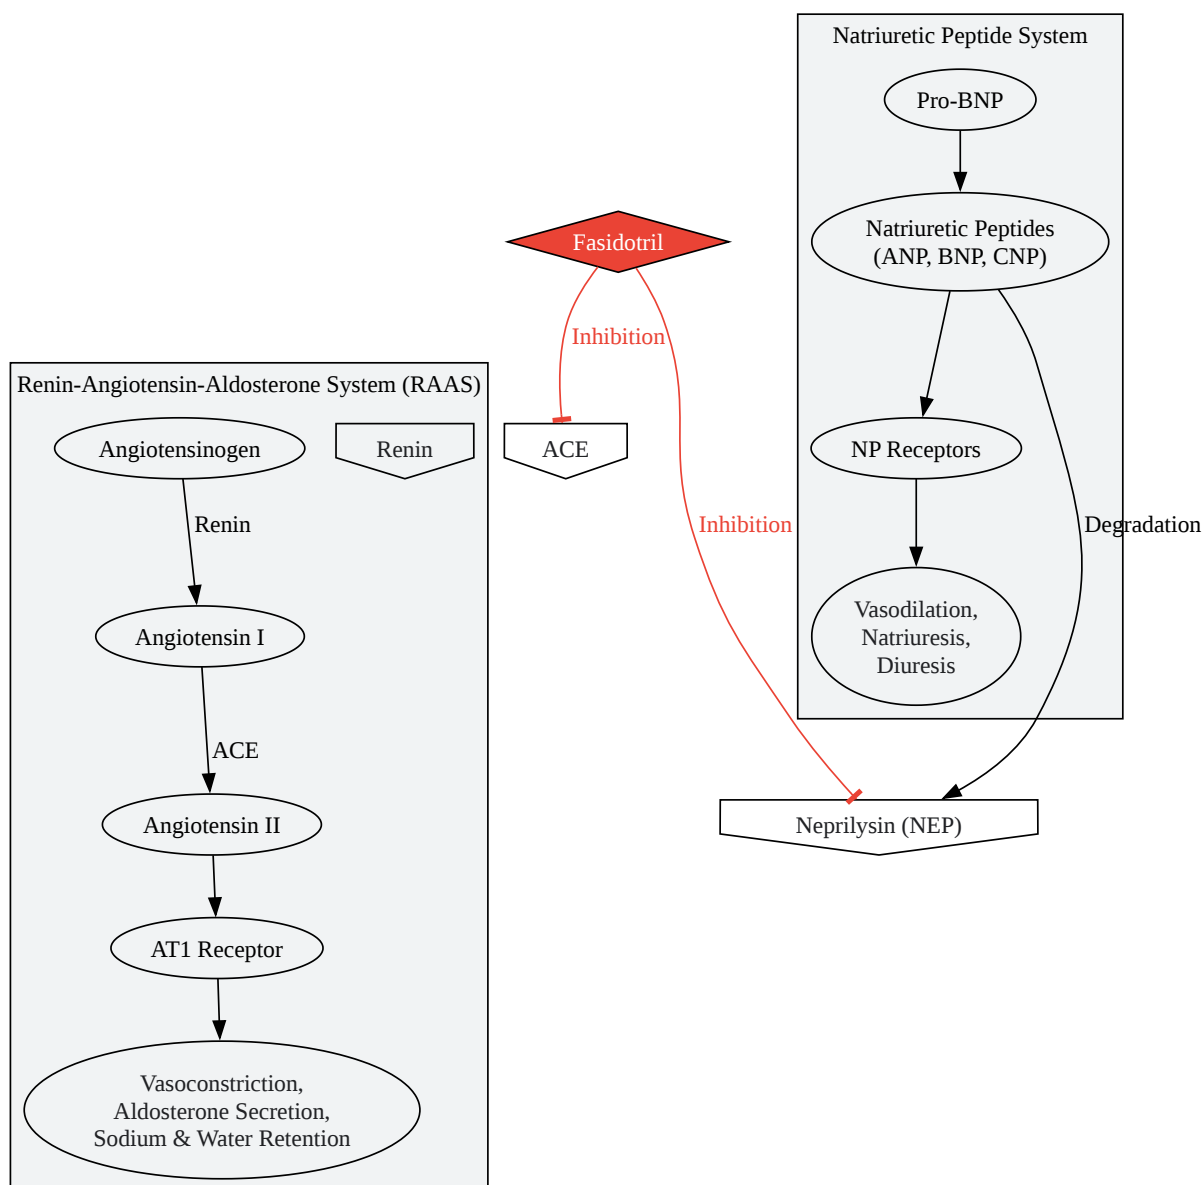 Natriuretic Peptide System
Pro-BNP
Natriuretic Peptides
(ANP, BNP, CNP)
Fasidotril
Inhibition
Renin-Angiotensin-Aldosterone System (RAAS)
Angiotensinogen
Renin
ACE
NP Receptors
Renin
Inhibition
Degradation
Vasodilation,
Natriuresis,
Diuresis
Angiotensin I
ACE
Angiotensin II
Neprilysin (NEP)
AT1 Receptor
Vasoconstriction,
Aldosterone Secretion,
Sodium & Water Retention